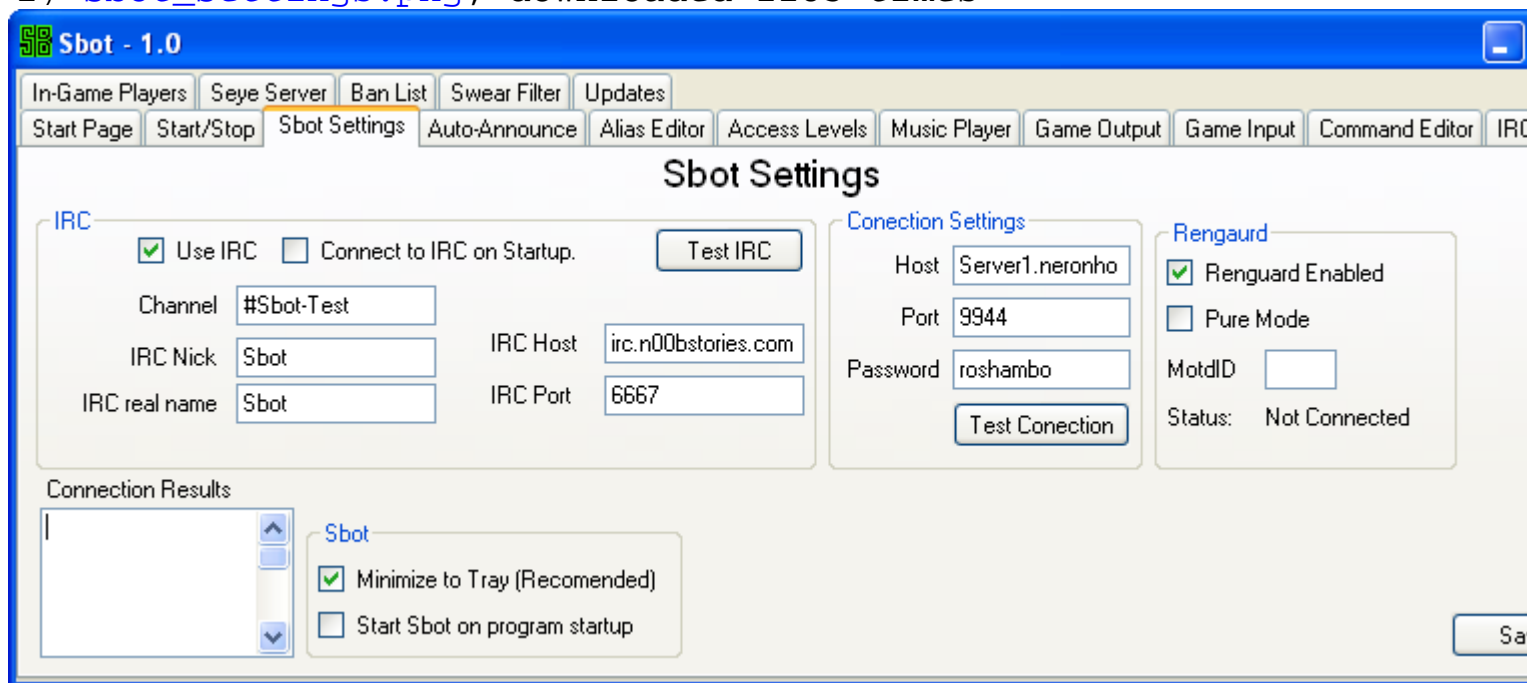 Sbot - 1.0
In-Game Players Seye Server Ban List Swear Filter Updates
Start Page Start/Stop Sbot Settings Auto-Announce Alias Editor Access Levels Music Player Game Output Game Input Command Editor IRC
Sbot Settings
IRC
Use IRC Connect to IRC on Startup. Test IRC
Channel #Sbot-Test
IRC Nick Sbot
IRC real name Sbot
IRC Host irc.n00bstories.com
IRC Port 6667
Conection Settings
Host Server1.neronho
Port 9944
Password roshambo
Test Conection
Rengaurd
Renguard Enabled
Pure Mode
MotdID
Status: Not Connected
Connection Results
Sbot
Minimize to Tray (Recomended)
Start Sbot on program startup
Sa